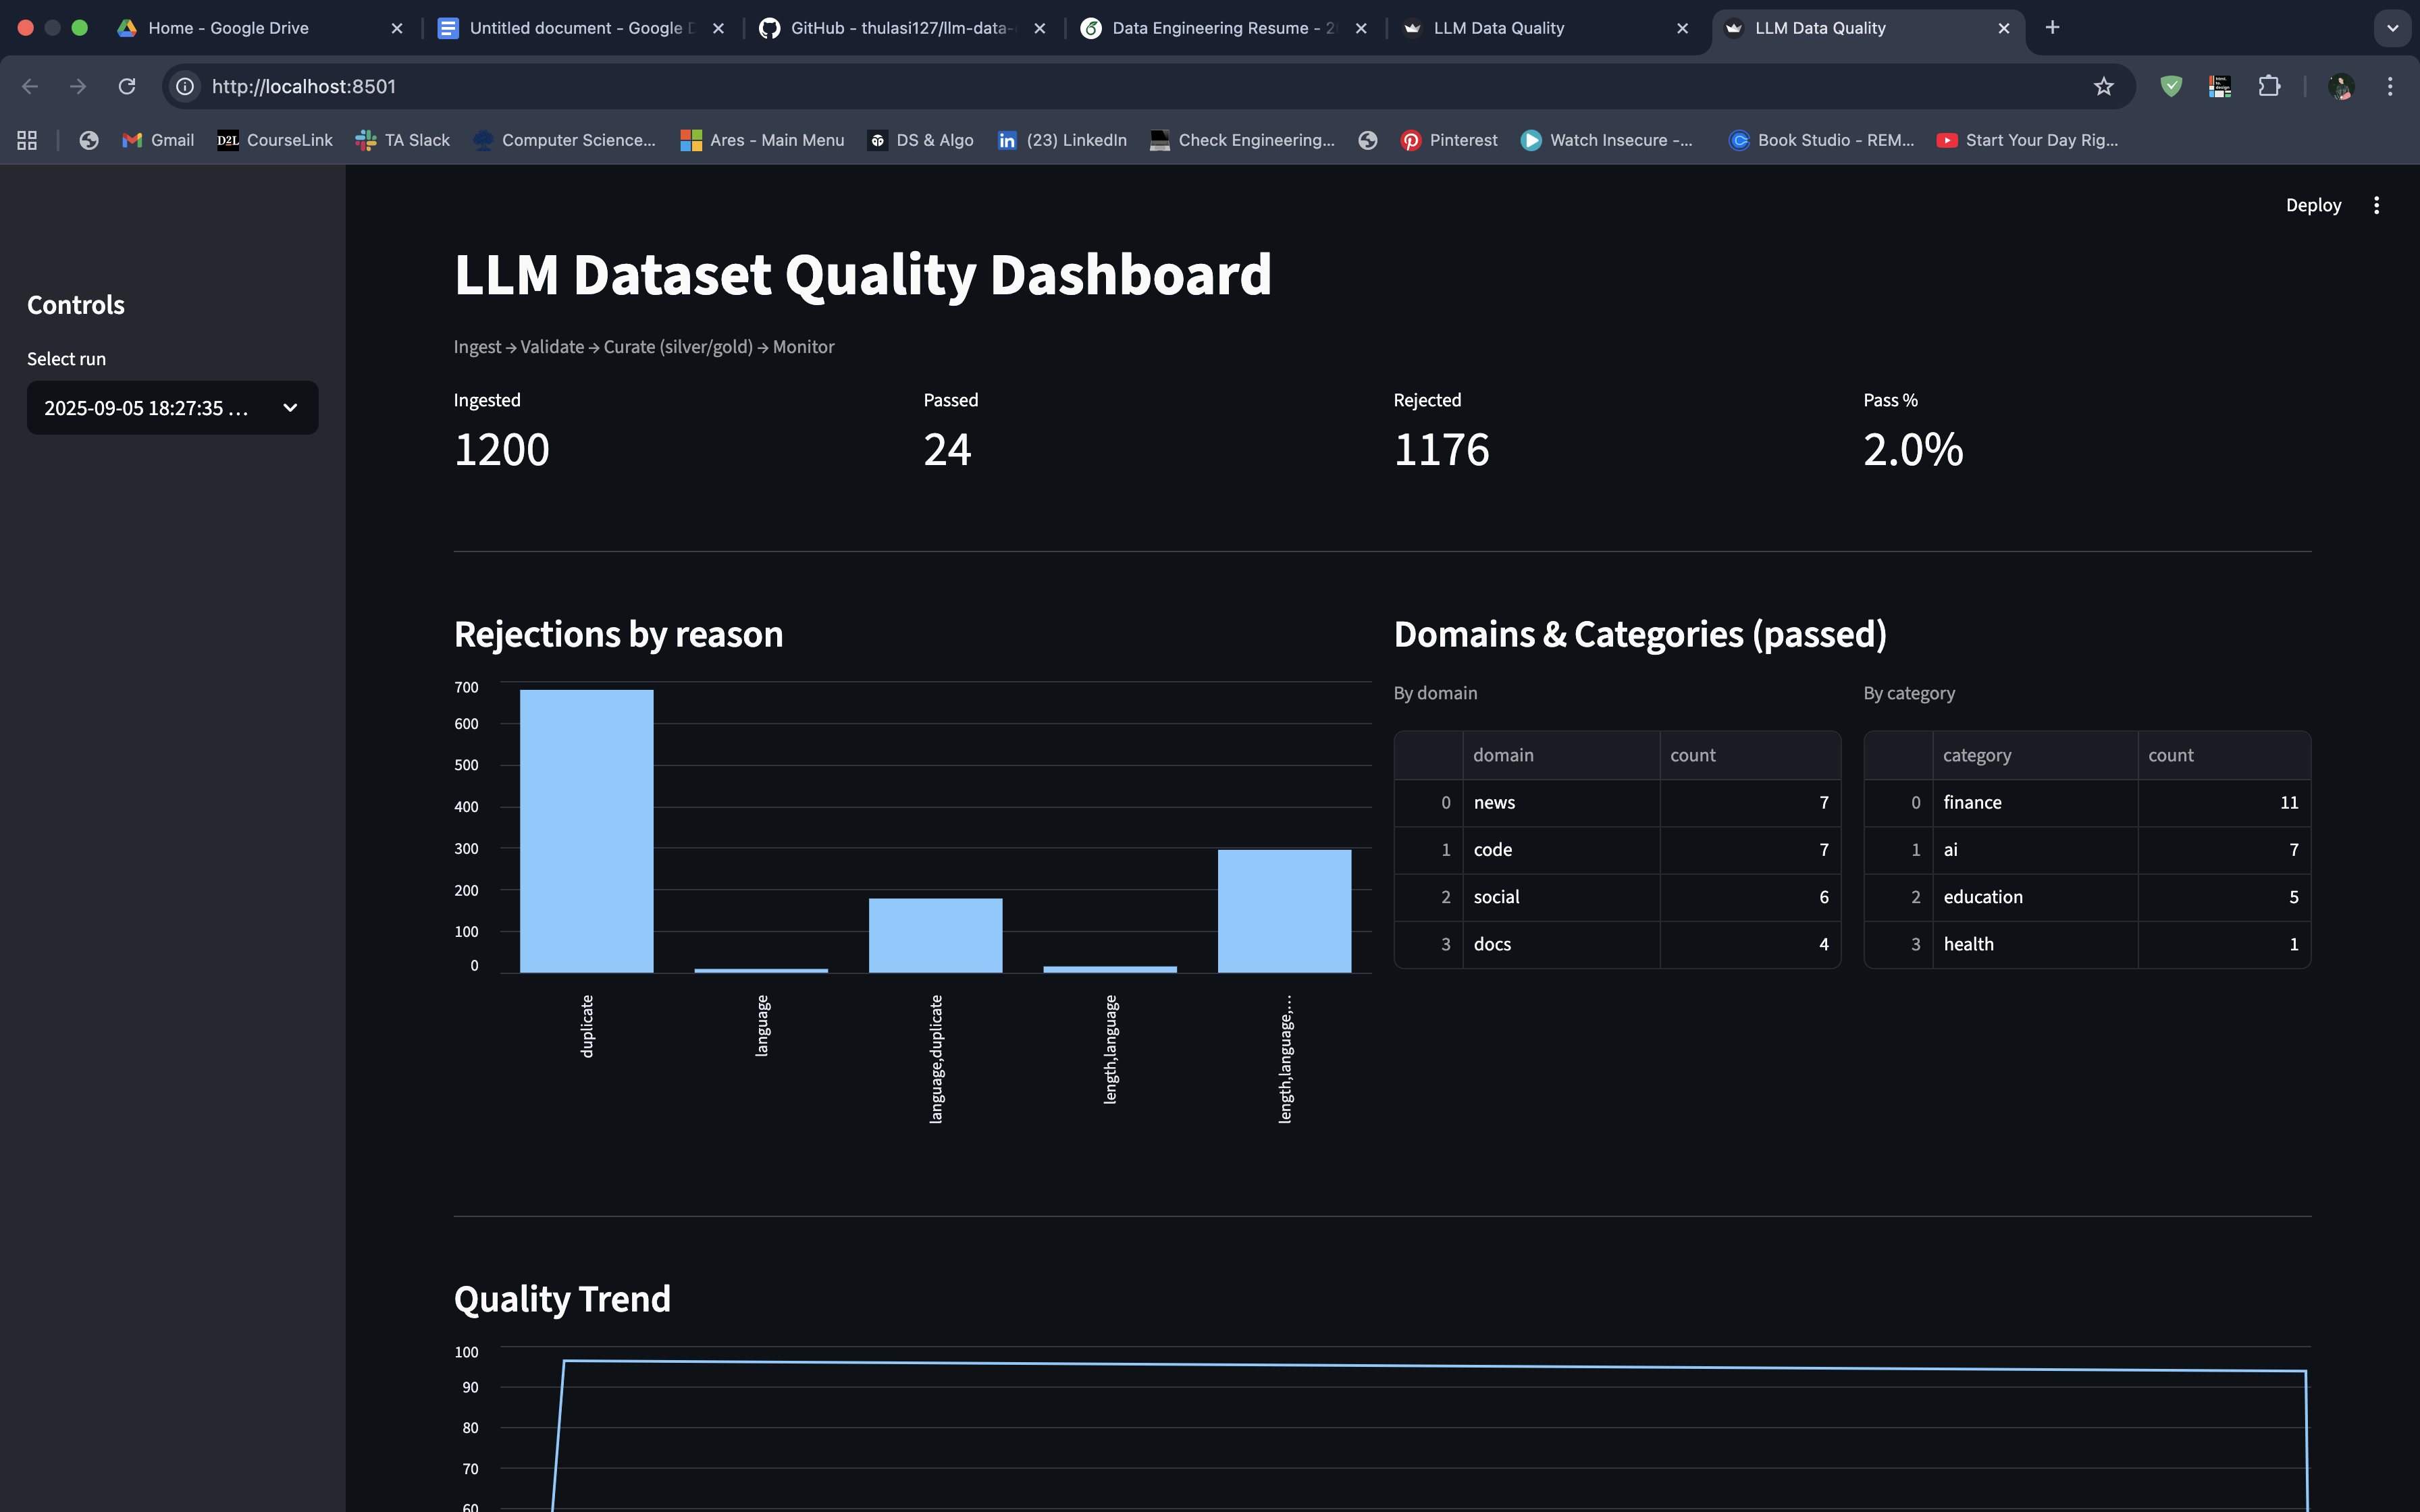 Home - Google Drive
Untitled document - Google D
GitHub - thulasi127/llm-data-
Data Engineering Resume - 2
LLM Data Quality
LLM Data Quality
http://localhost:8501
Gmail
D2L CourseLink
TA Slack
Computer Science...
Ares - Main Menu
DS & Algo
(23) LinkedIn
Check Engineering...
Pinterest
Watch Insecure -...
Book Studio - REM...
Start Your Day Rig...
Deploy
Controls
Select run
2025-09-05 18:27:35 ...
LLM Dataset Quality Dashboard
Ingest → Validate → Curate (silver/gold) → Monitor
Ingested
1200
Passed
24
Rejected
1176
Pass %
2.0%
Rejections by reason
700
600
500
400
300
200
100
0
duplicate
language
language,duplicate
length,language
length,language,...
Domains & Categories (passed)
By domain
domain count
0 news 7
1 code 7
2 social 6
3 docs 4
By category
category count
0 finance 11
1 ai 7
2 education 5
3 health 1
Quality Trend
100
90
80
70
60